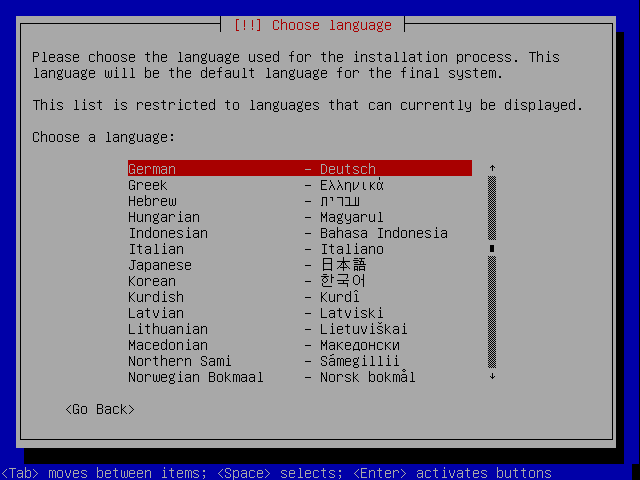 [!!] Choose language
Please choose the language used for the installation process. This
language will be the default language for the final system.
This list is restricted to languages that can currently be displayed.
Choose a language:
German - Deutsch
Greek - Ελληνικά
Hebrew - עברית
Hungarian - Magyarul
Indonesian - Bahasa Indonesia
Italian - Italiano
Japanese - 日本語
Korean - 한국어
Kurdish - Kurdî
Latvian - Latviski
Lithuanian - Lietuviškai
Macedonian - Македонски
Northern Sami - Sámegillii
Norwegian Bokmaal - Norsk bokmål
<Go Back>
<Tab> moves between items; <Space> selects; <Enter> activates buttons